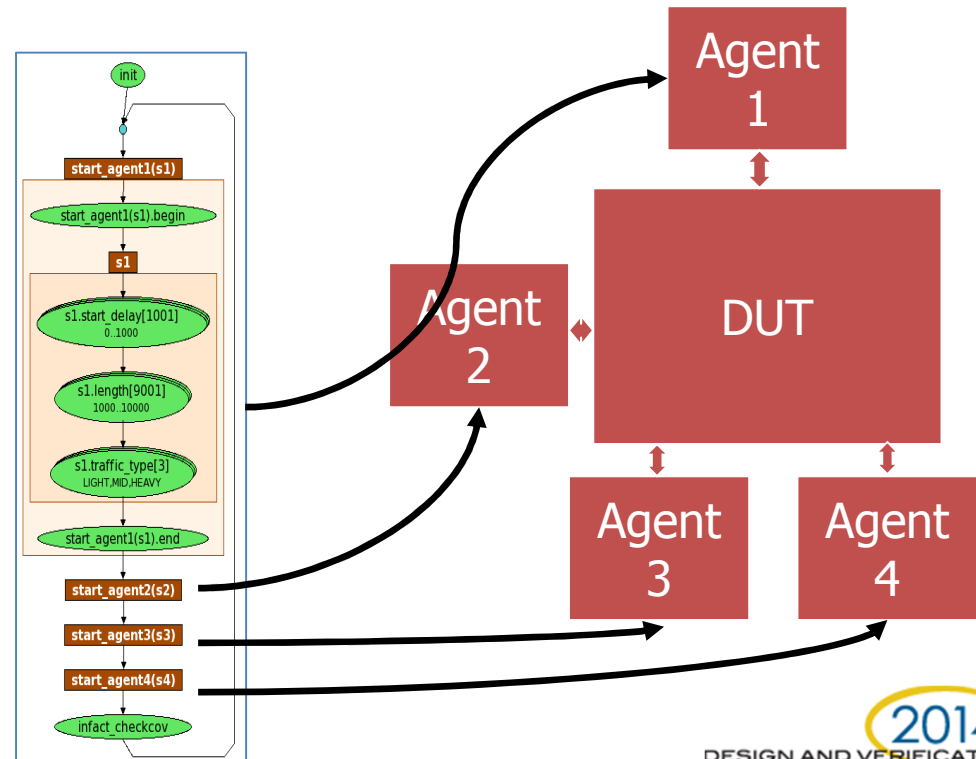 init
start_agent1(s1)
start_agent1(s1).begin
s1
s1.start_delay[1001]
0..1000
s1.length[9001]
1000..10000
s1.traffic_type[3]
LIGHT,MID,HEAVY
start_agent1(s1).end
start_agent2(s2)
start_agent3(s3)
start_agent4(s4)
infact_checkcov
Agent
1
Agent
2
DUT
Agent
3
Agent
4
2014
DESIGN AND VERIFICAT